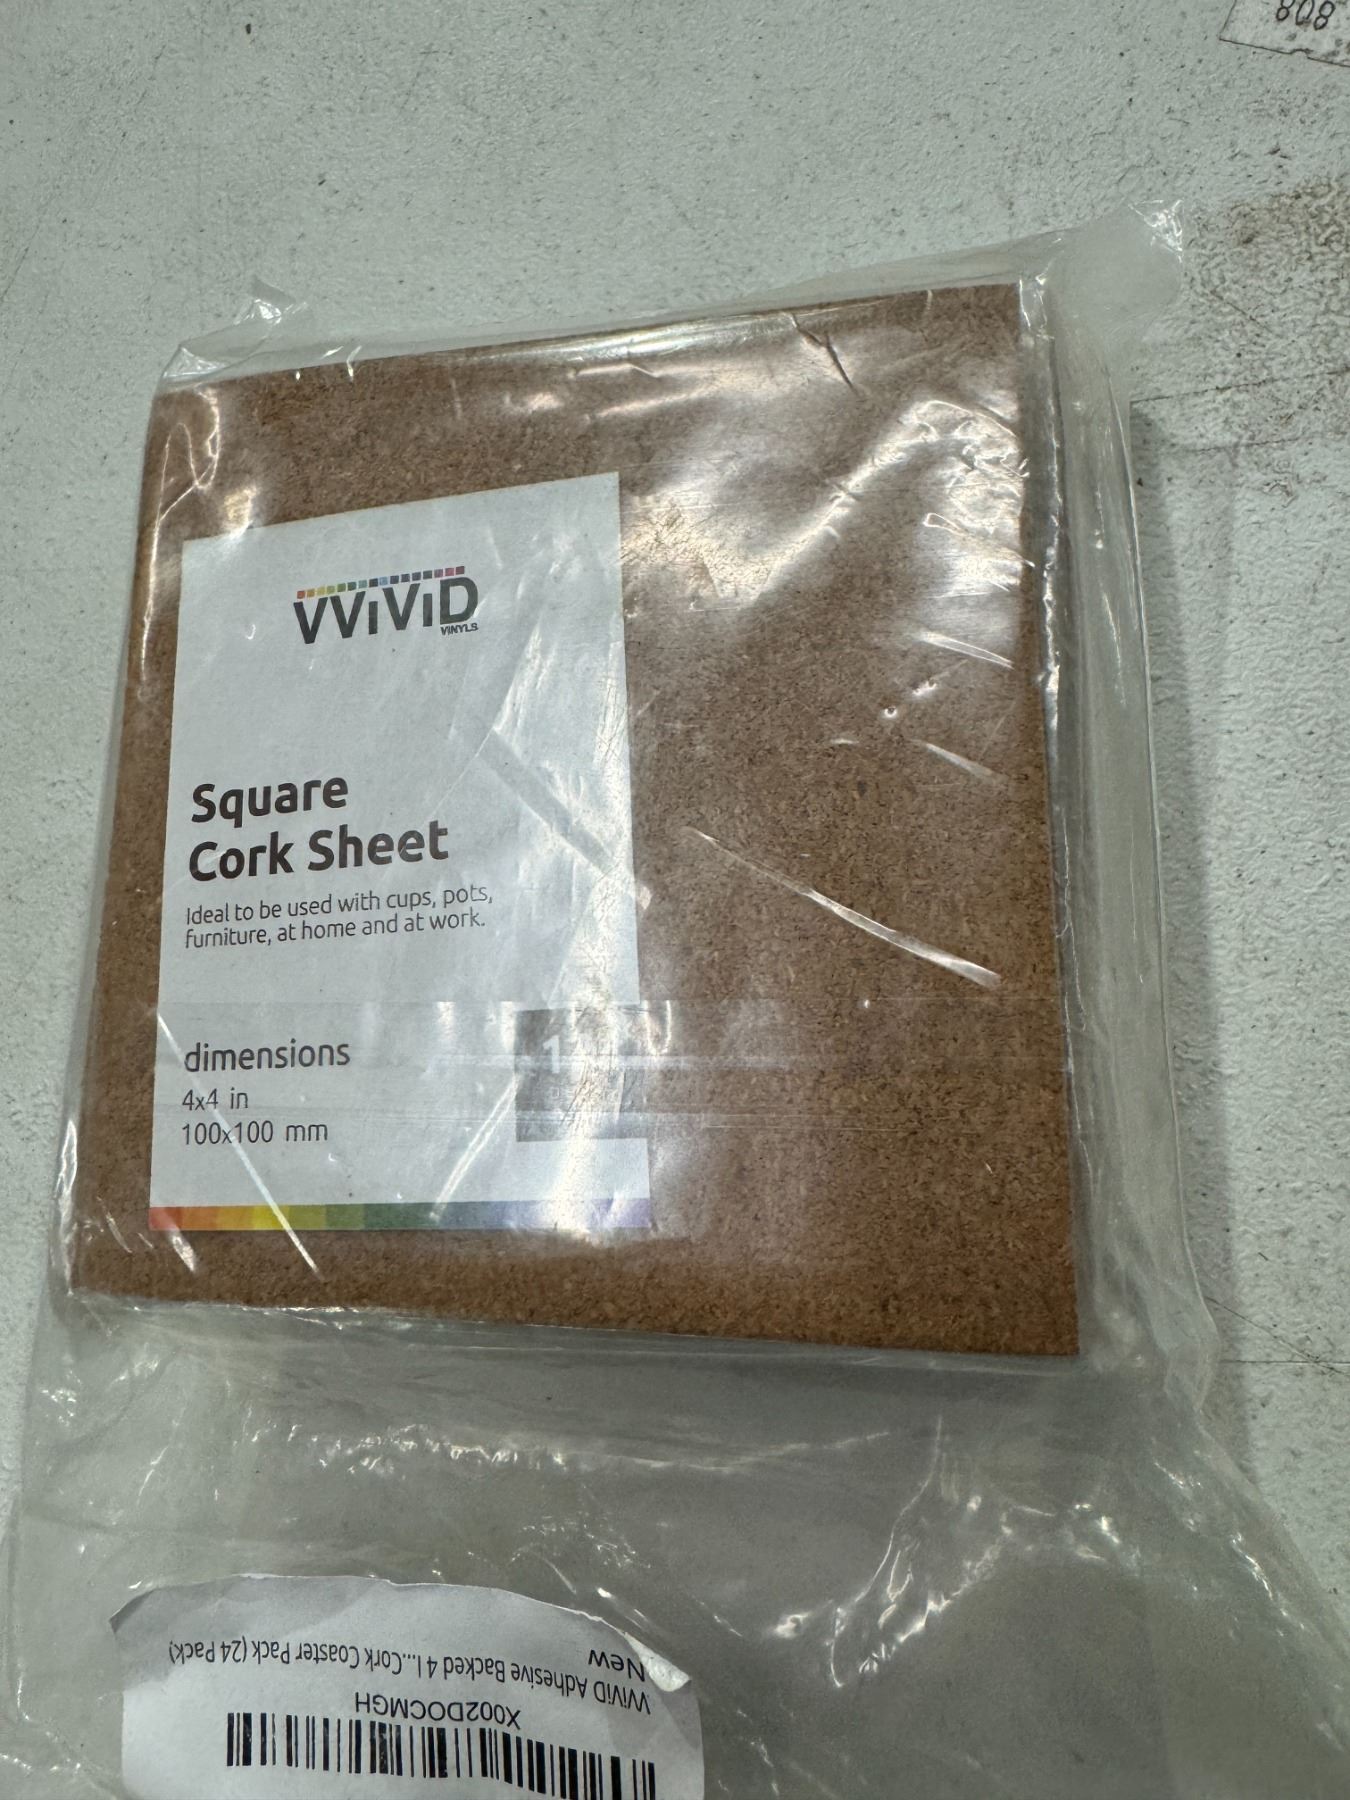 808
VViViD
VINYLS
Square
Cork Sheet
Ideal to be used with cups, pots,
furniture, at home and at work.
dimensions
4x4 in
100x100 mm
X002DOCMGH
VViViD Adhesive Backed 4 I...Cork Coaster Pack (24 Pack)
New